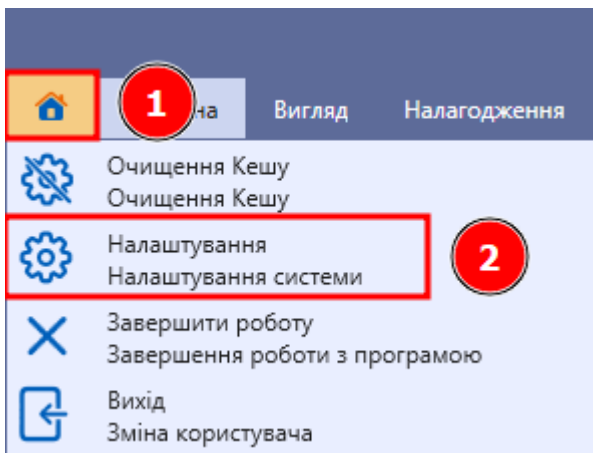 1
на Вигляд Налагодження
Очищення Кешу
Очищення Кешу
Налаштування
Налаштування системи
2
Завершити роботу
Завершення роботи з програмою
Вихід
Зміна користувача